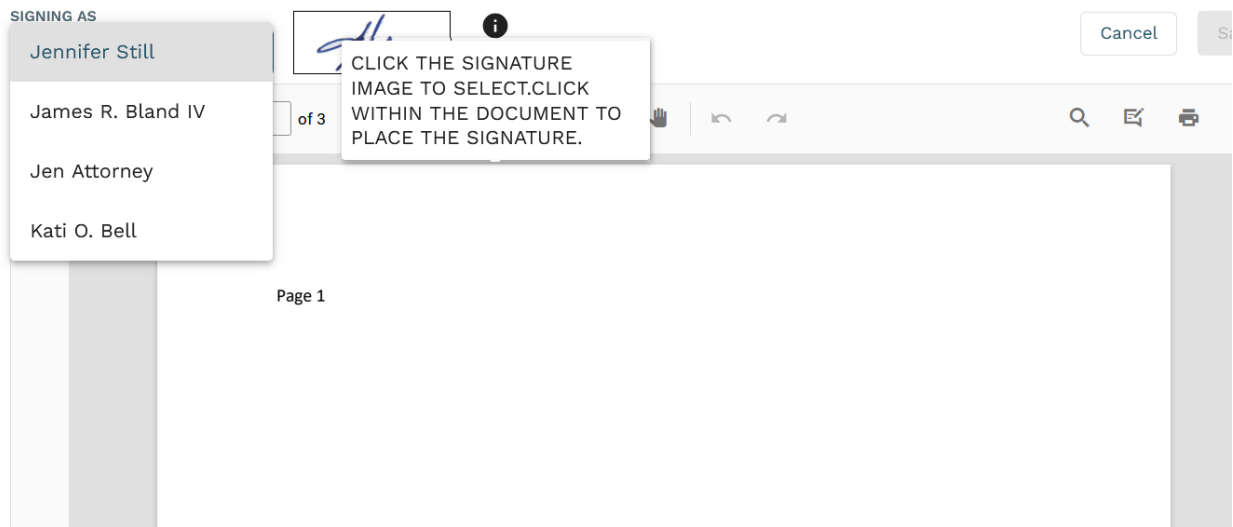 SIGNING AS
Jennifer Still
James R. Bland IV
Jen Attorney
Kati O. Bell
CLICK THE SIGNATURE
IMAGE TO SELECT.CLICK
WITHIN THE DOCUMENT TO
PLACE THE SIGNATURE.
Cancel
of 3
Page 1